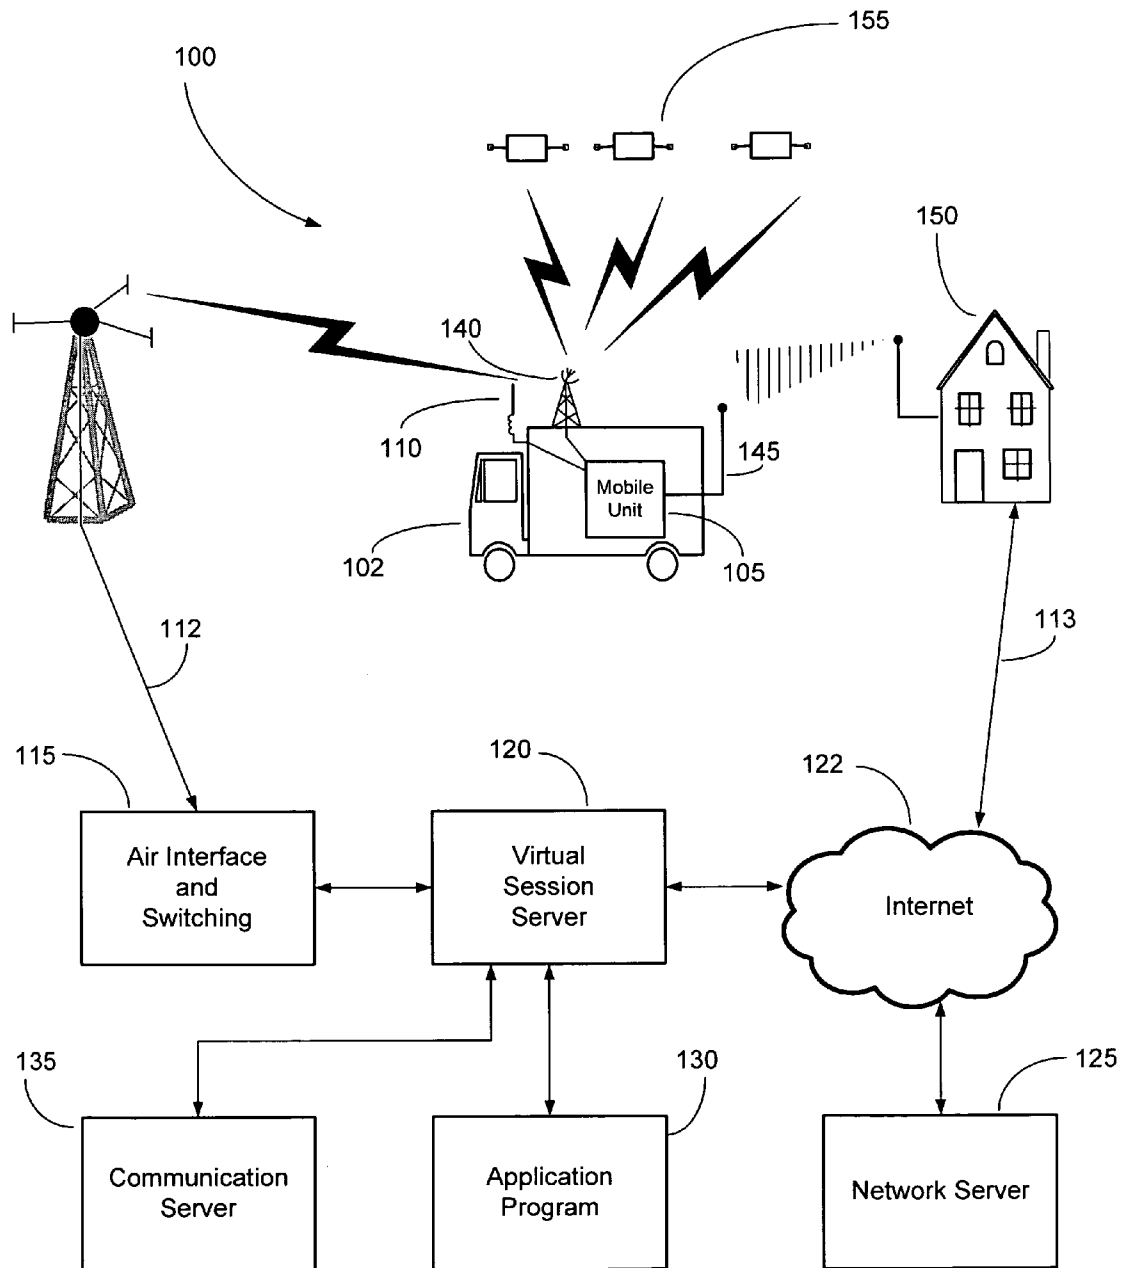 155
100
150
140
110
145
Mobile
Unit
102
105
112
113
115
120
122
Air Interface
and
Switching
Virtual
Session
Server
Internet
135
130
125
Communication
Server
Application
Program
Network Server